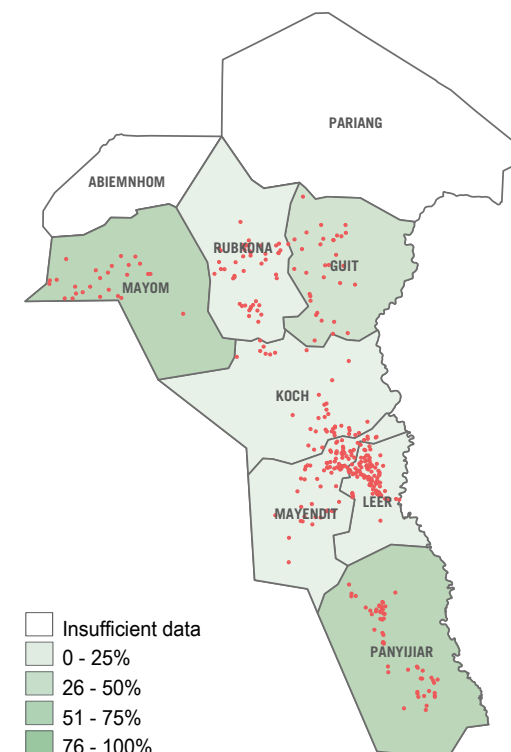 PARIANG
ABIEMNHOM
RUBKONA
GUIT
MAYOM
KOCH
MAYENDIT
LEER
PANYIJIAR
Insufficient data
0 - 25%
26 - 50%
51 - 75%
76 - 100%